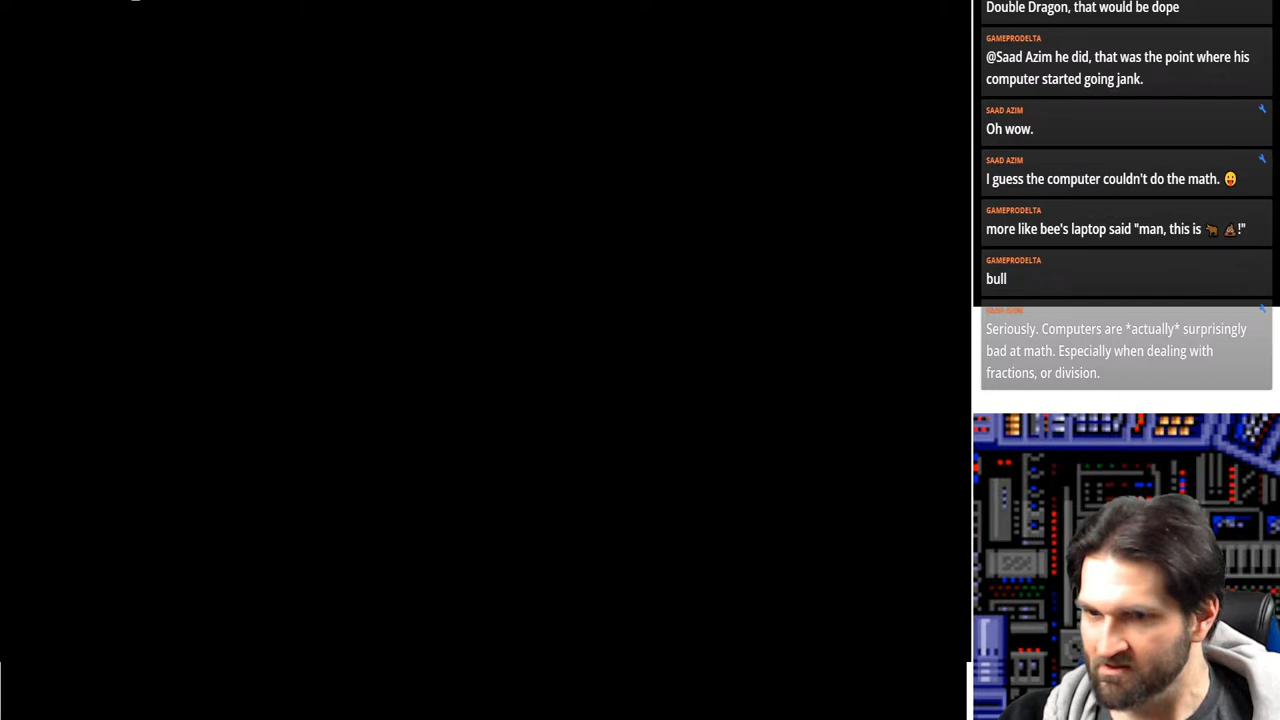 Double Dragon, that would be dope
GAMEPRODELTA
@Saad Azim he did, that was the point where his
computer started going jank.
SAAD AZIM
Oh wow.
SAAD AZIM
I guess the computer couldn't do the math. 😛
GAMEPRODELTA
more like bee's laptop said "man, this is 🐂 💩!"
GAMEPRODELTA
bull
SAAD AZIM
Seriously. Computers are *actually* surprisingly
bad at math. Especially when dealing with
fractions, or division.